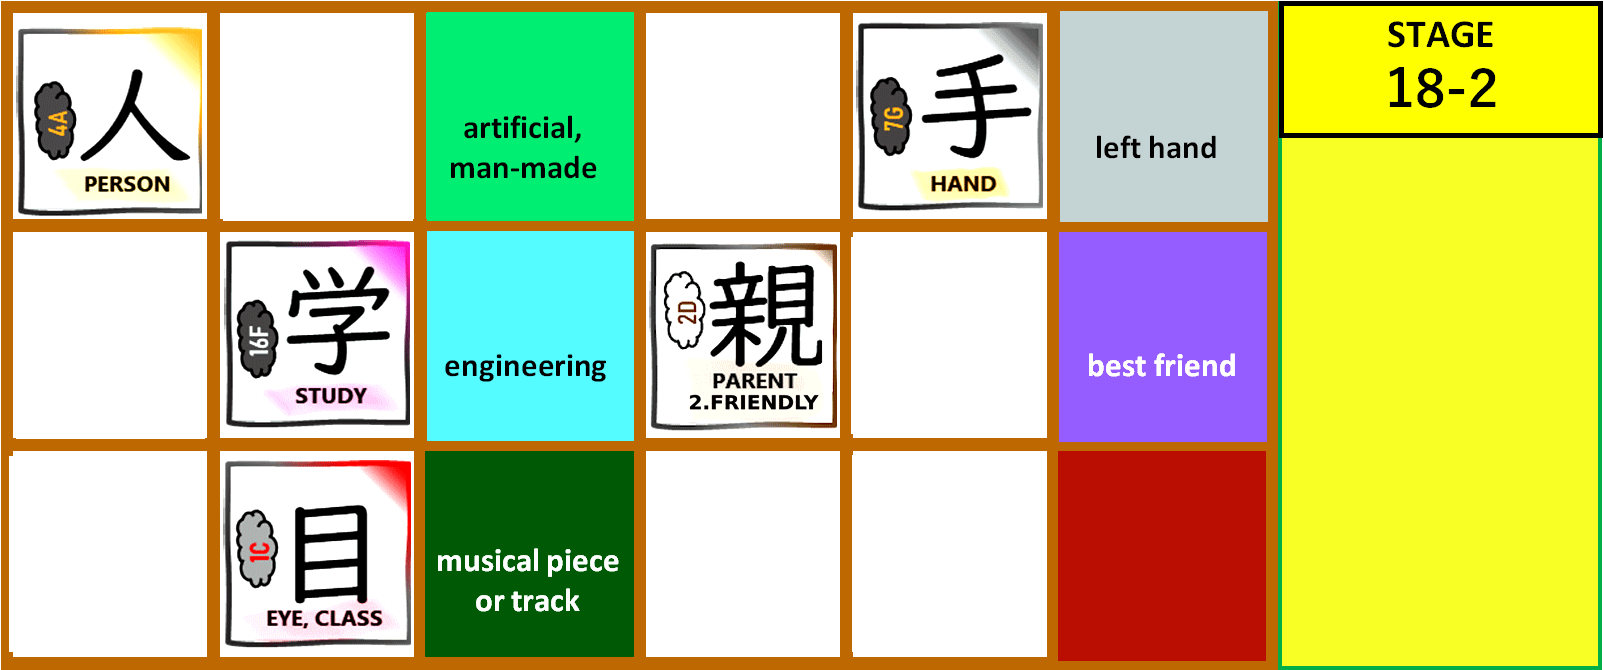 4A
人
PERSON
artificial,
man-made
7G
手
HAND
left hand
STAGE
18-2
16F
学
STUDY
engineering
2D
親
PARENT
2.FRIENDLY
best friend
1C
目
EYE, CLASS
musical piece
or track